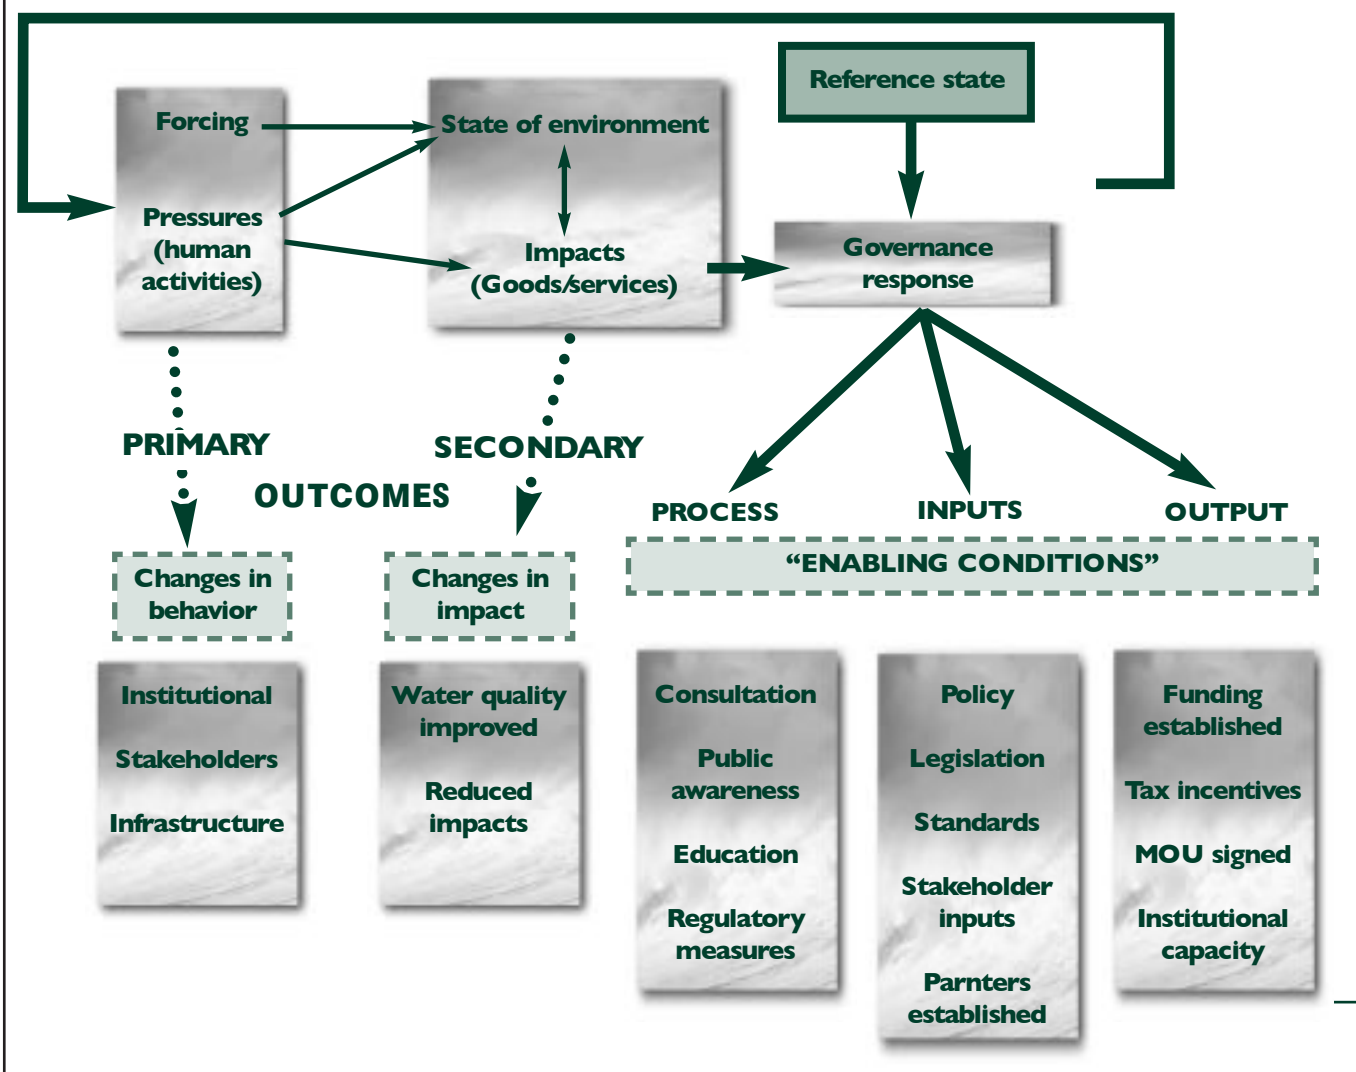 Reference state
Forcing
State of environment
Pressures
(human
activities)
Impacts
(Goods/services)
Governance
response
PRIMARY
SECONDARY
OUTCOMES
PROCESS
INPUTS
OUTPUT
“ENABLING CONDITIONS”
Changes in
behavior
Changes in
impact
Institutional
Stakeholders
Infrastructure
Water quality
improved
Reduced
impacts
Consultation
Public
awareness
Education
Regulatory
measures
Policy
Legislation
Standards
Stakeholder
inputs
Parnters
established
Funding
established
Tax incentives
MOU signed
Institutional
capacity